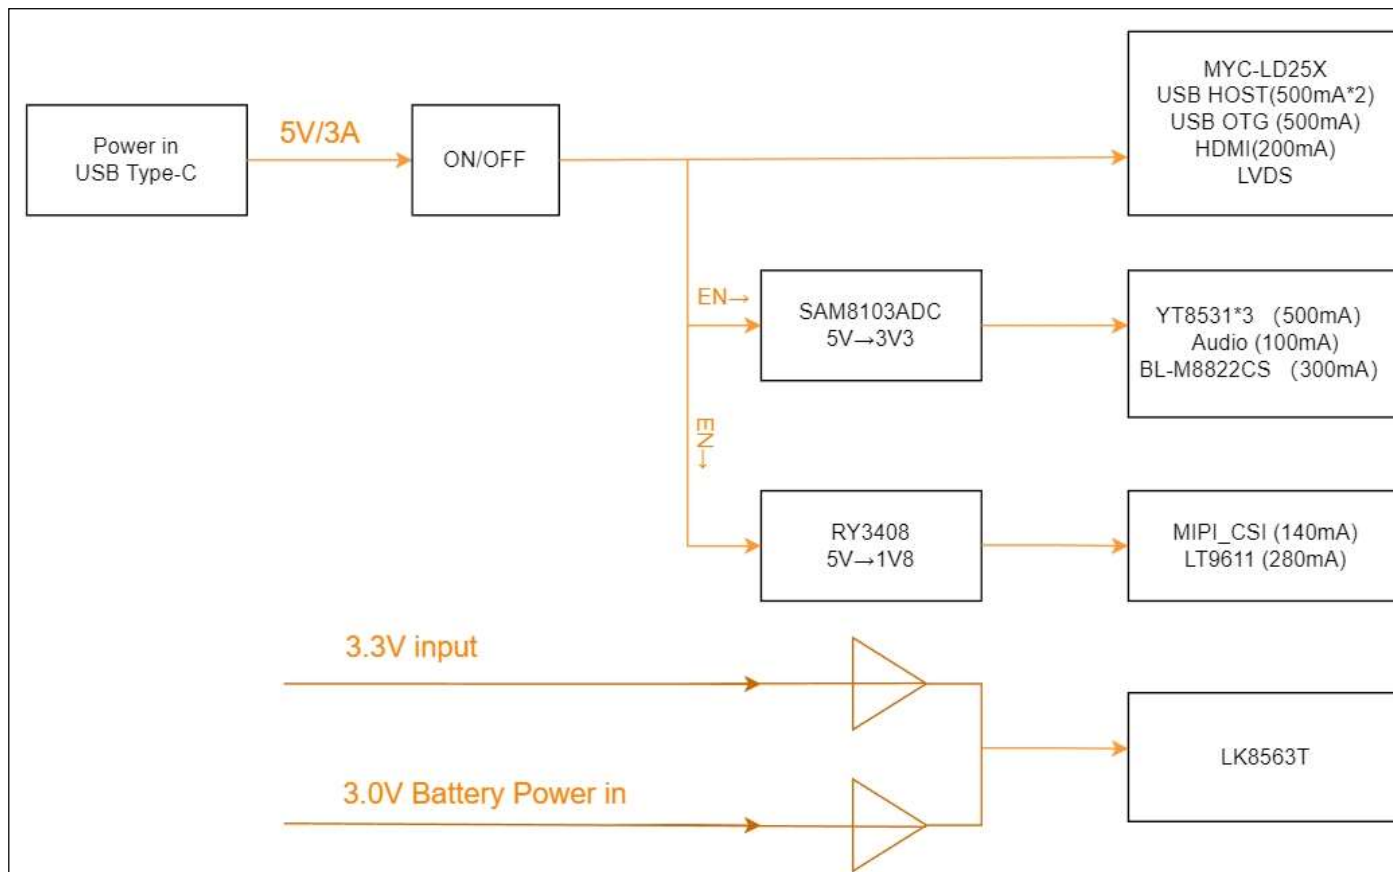 Power in
USB Type-C
5V/3A
ON/OFF
MYC-LD25X
USB HOST(500mA*2)
USB OTG (500mA)
HDMI(200mA)
LVDS
EN→
SAM8103ADC
5V→3V3
YT8531*3 (500mA)
Audio (100mA)
BL-M8822CS (300mA)
EN→
RY3408
5V→1V8
MIPI_CSI (140mA)
LT9611 (280mA)
3.3V input
3.0V Battery Power in
LK8563T